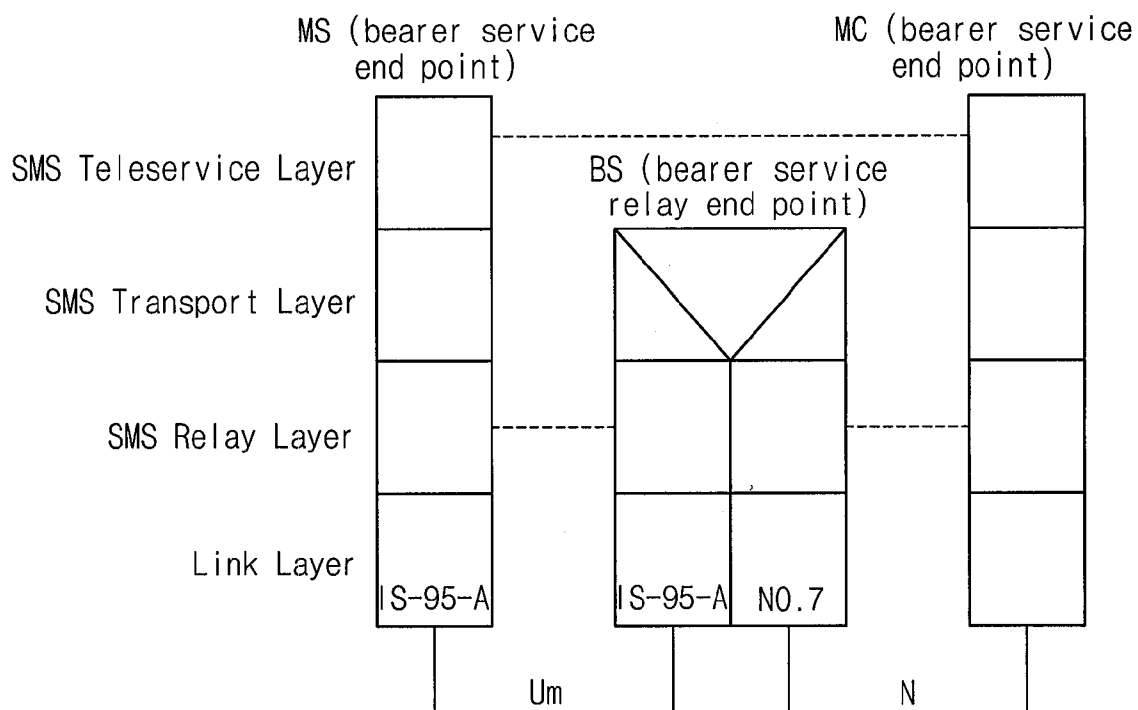 MS (bearer service
end point)
MC (bearer service
end point)
SMS Teleservice Layer
BS (bearer service
relay end point)
SMS Transport Layer
SMS Relay Layer
Link Layer
IS-95-A
IS-95-A
NO.7
Um
N